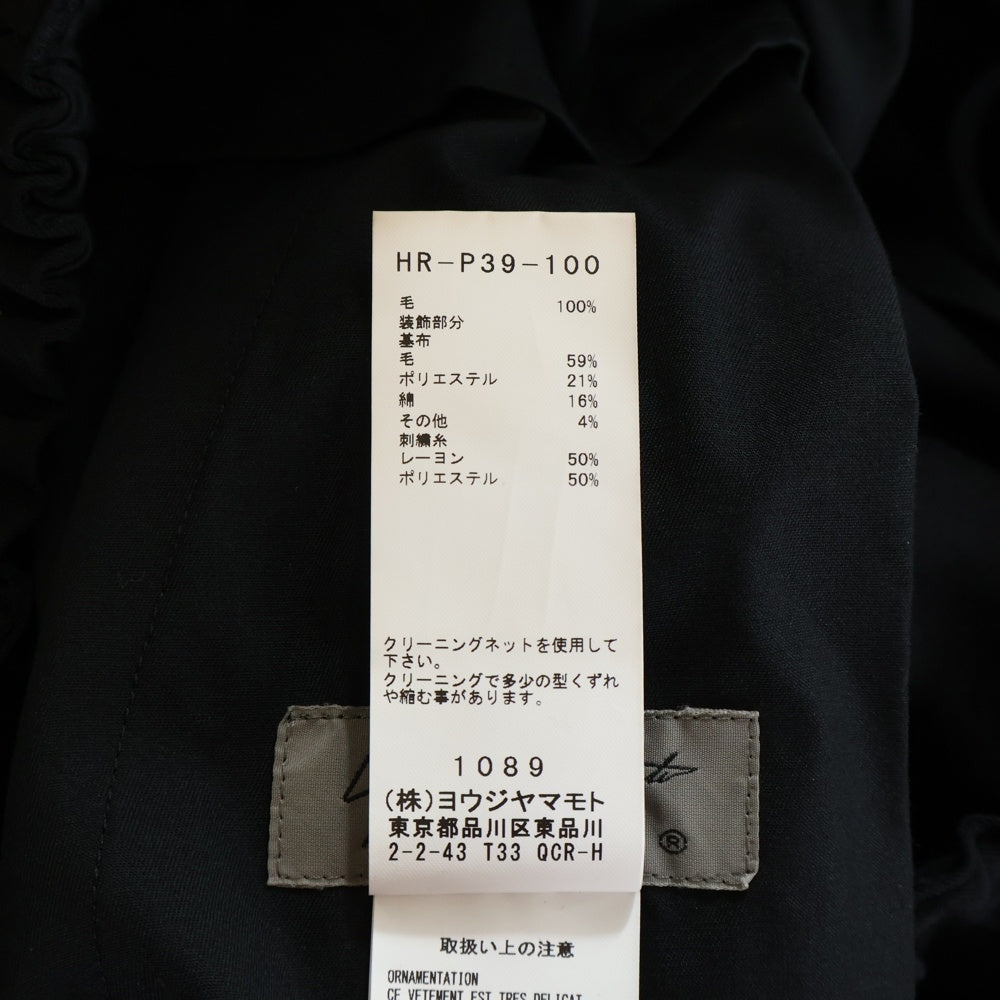 HR-P39-100
毛 100%
装飾部分
基布
毛 59%
ポリエステル 21%
綿 16%
その他 4%
刺繍糸
レーヨン 50%
ポリエステル 50%
クリーニングネットを使用して
下さい。
クリーニングで多少の型くずれ
や縮む事があります。
1089
(株)ヨウジヤマモト
東京都品川区東品川
2-2-43 T33 QCR-H
®
取扱い上の注意
ORNAMENTATION
CE VETEMENT EST TRES DELICAT